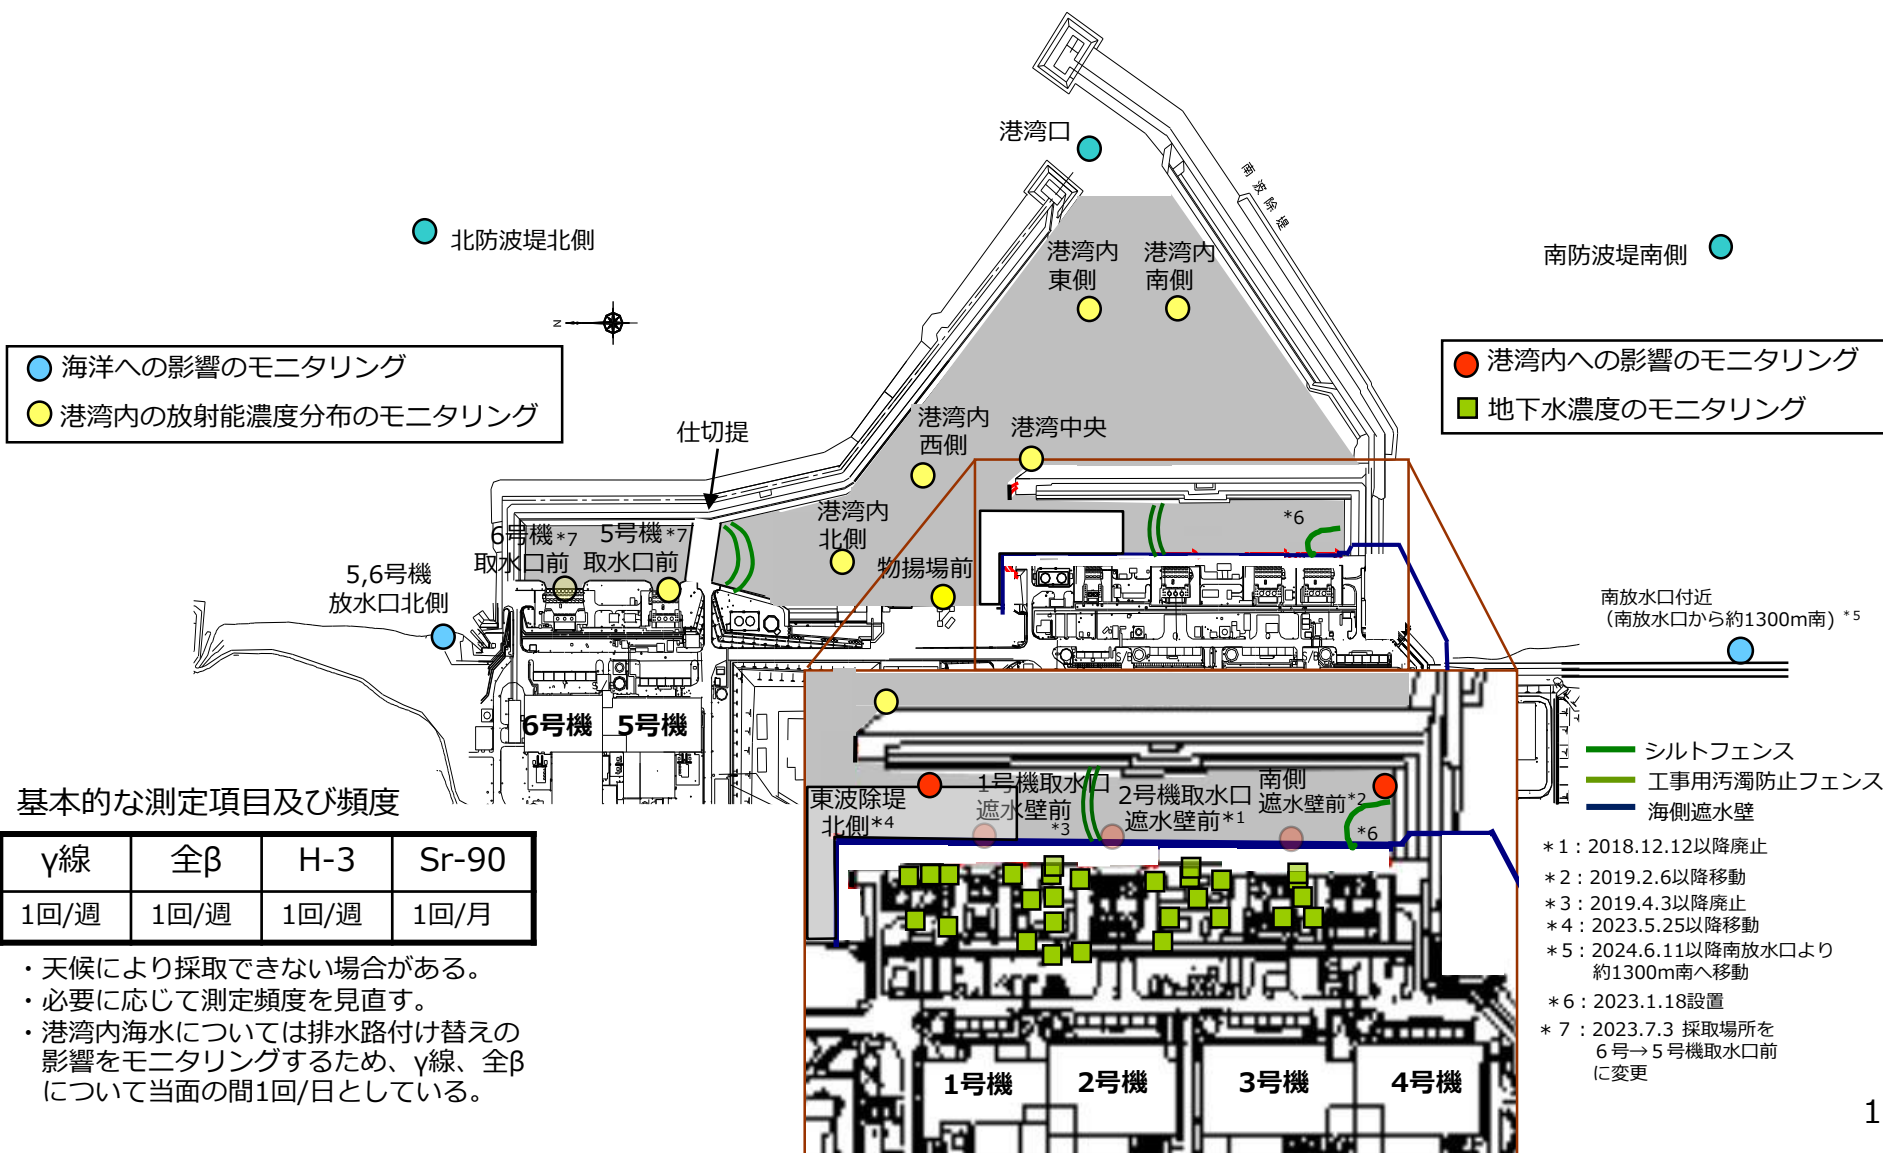 港湾口
南波除堤
北防波堤北側
港湾内
東側
港湾内
南側
南防波堤南側
N
海洋への影響のモニタリング
港湾内の放射能濃度分布のモニタリング
港湾内への影響のモニタリング
地下水濃度のモニタリング
仕切提
港湾内
西側
港湾中央
港湾内
北側
物揚場前
*6
6号機*7
取水口前
5号機*7
取水口前
5,6号機
放水口北側
南放水口付近
（南放水口から約1300m南）*5
6号機
5号機
シルトフェンス
工事用汚濁防止フェンス
海側遮水壁
東波除堤
北側*4
1号機取水口
遮水壁前
*3
2号機取水口
遮水壁前*1
南側
遮水壁前*2
*6
1号機
2号機
3号機
4号機
基本的な測定項目及び頻度
γ線 全β H-3 Sr-90
1回/週 1回/週 1回/週 1回/月
・天候により採取できない場合がある。
・必要に応じて測定頻度を見直す。
・港湾内海水については排水路付け替えの
影響をモニタリングするため、γ線、全β
について当面の間1回/日としている。
＊1：2018.12.12以降廃止
＊2：2019.2.6以降移動
＊3：2019.4.3以降廃止
＊4：2023.5.25以降移動
＊5：2024.6.11以降南放水口より
約1300m南へ移動
＊6：2023.1.18設置
＊7：2023.7.3 採取場所を
６号→５号機取水口前
に変更
1